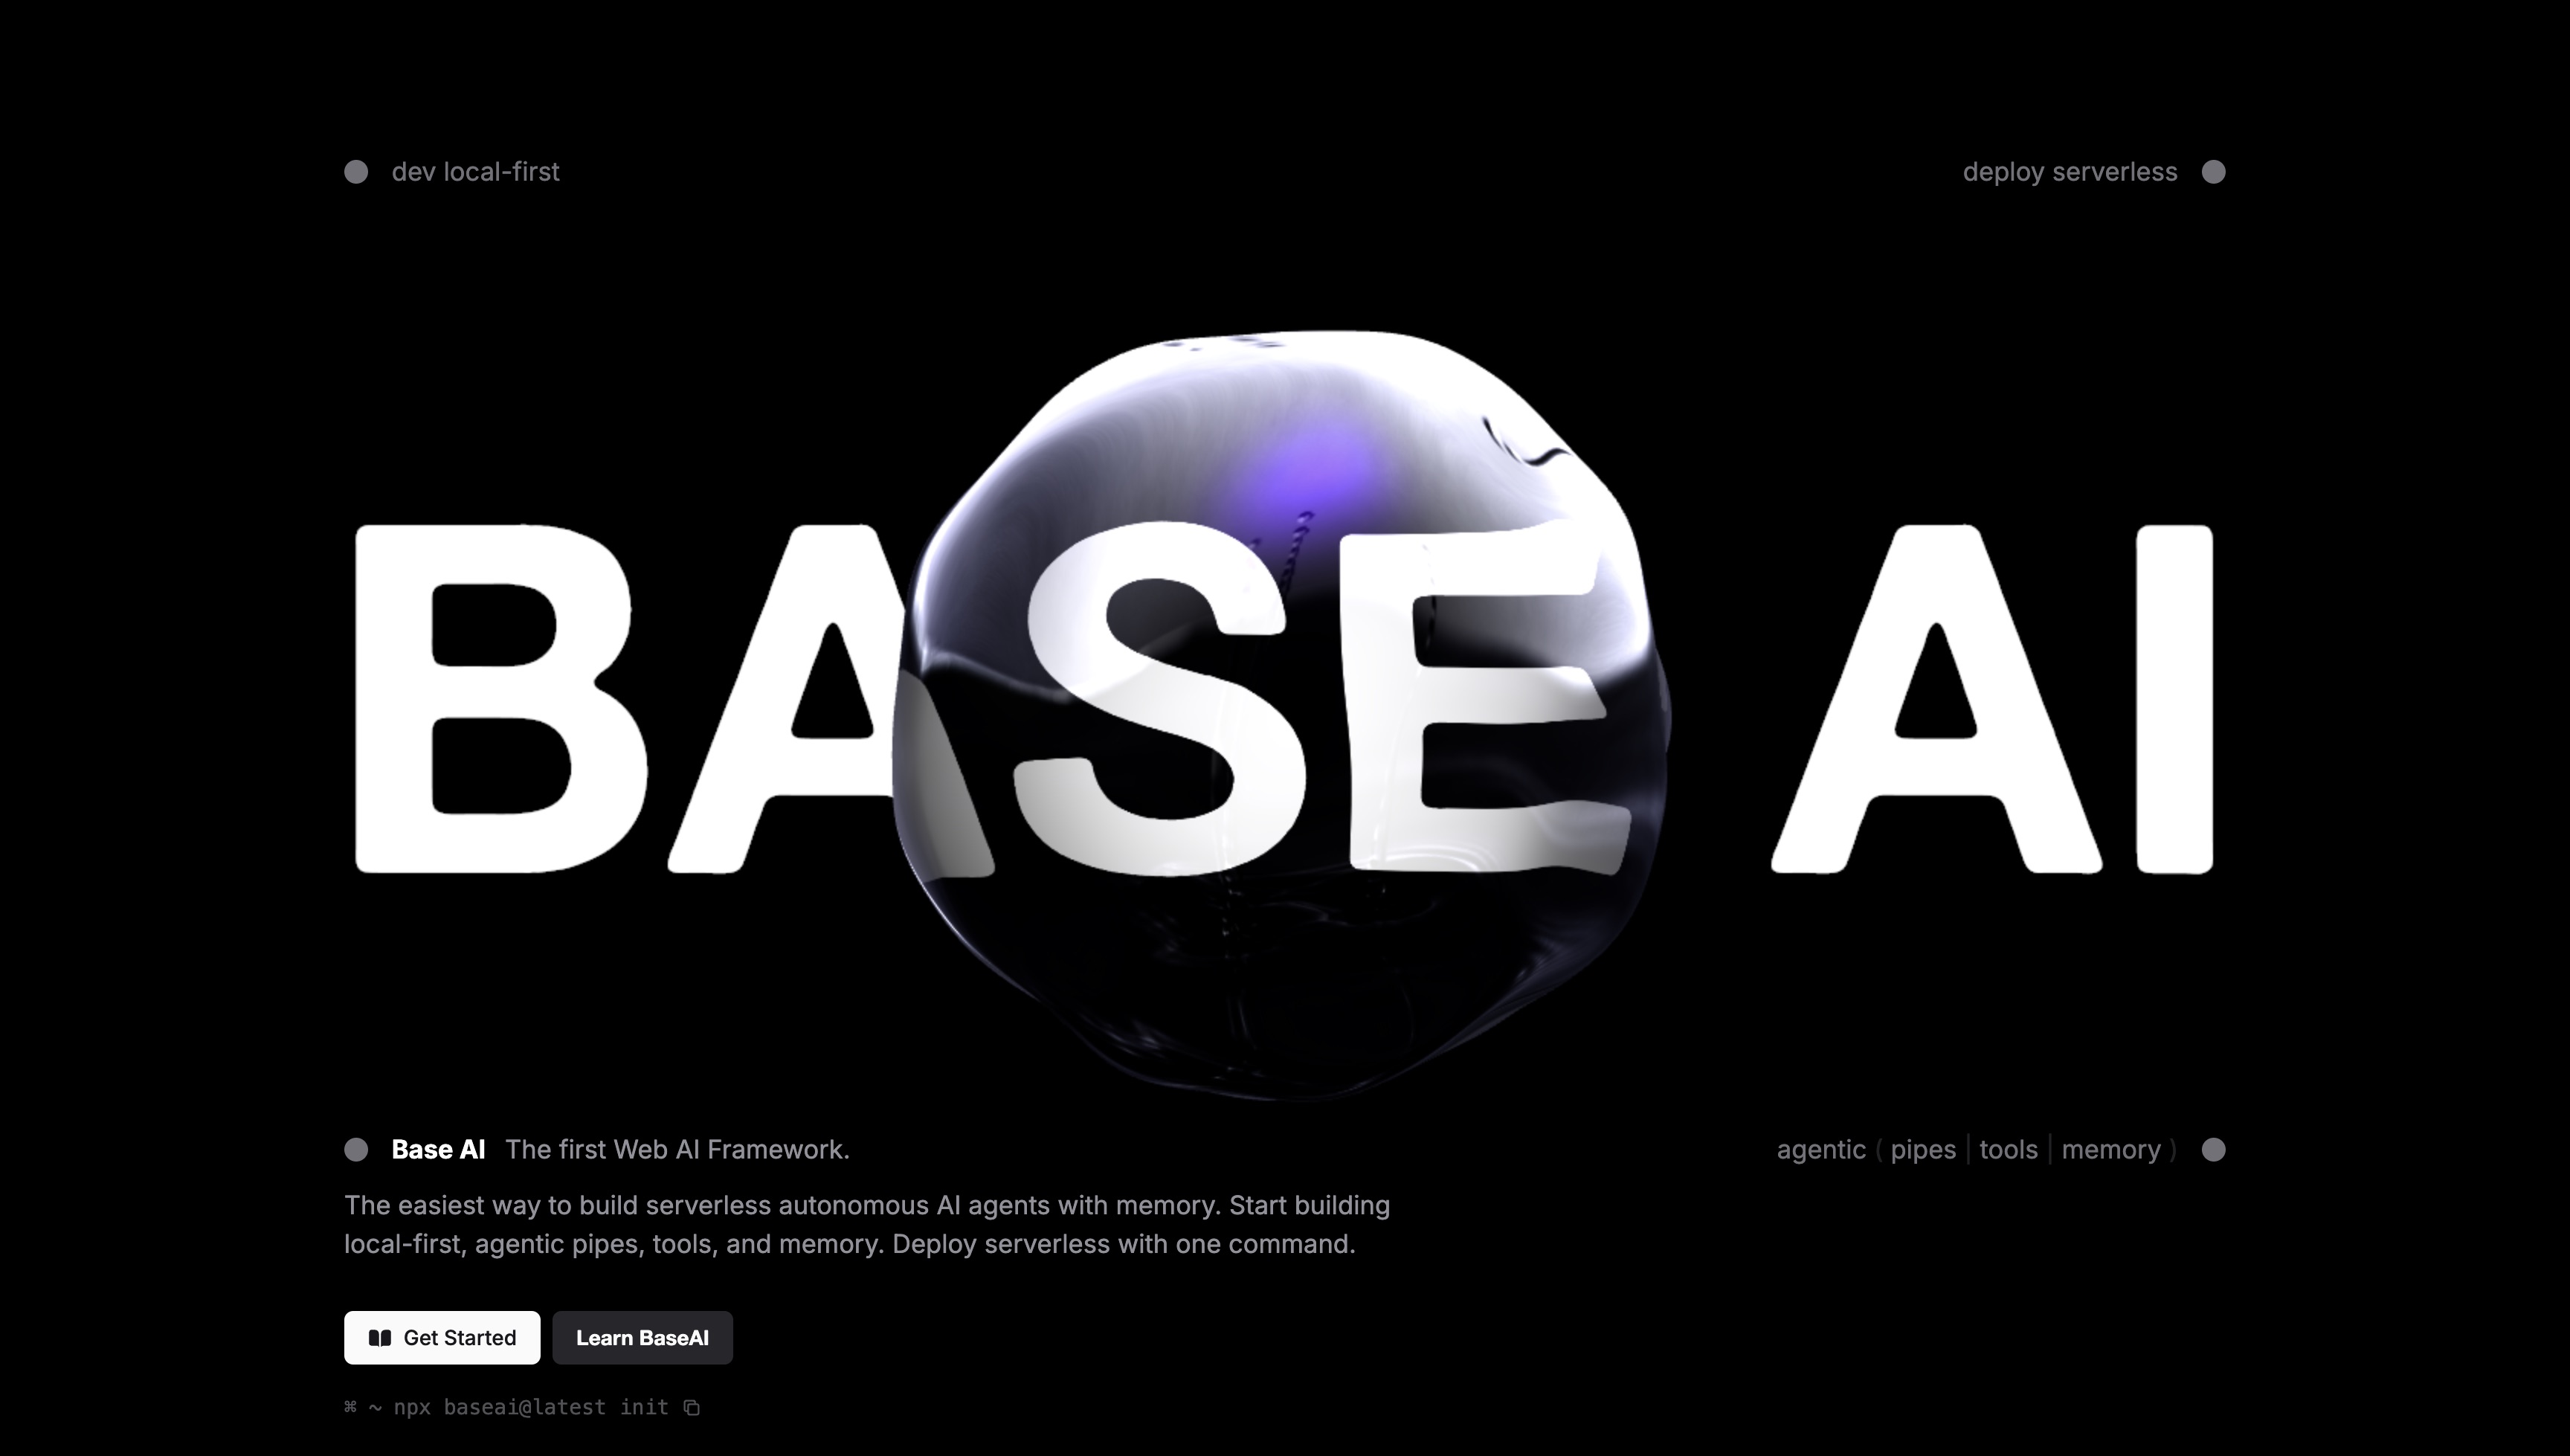 dev local-first
deploy serverless
BASE AI
Base AI The first Web AI Framework.
agentic ( pipes | tools | memory )
The easiest way to build serverless autonomous AI agents with memory. Start building
local-first, agentic pipes, tools, and memory. Deploy serverless with one command.
Get Started
Learn BaseAI
⌘ ~ npx baseai@latest init